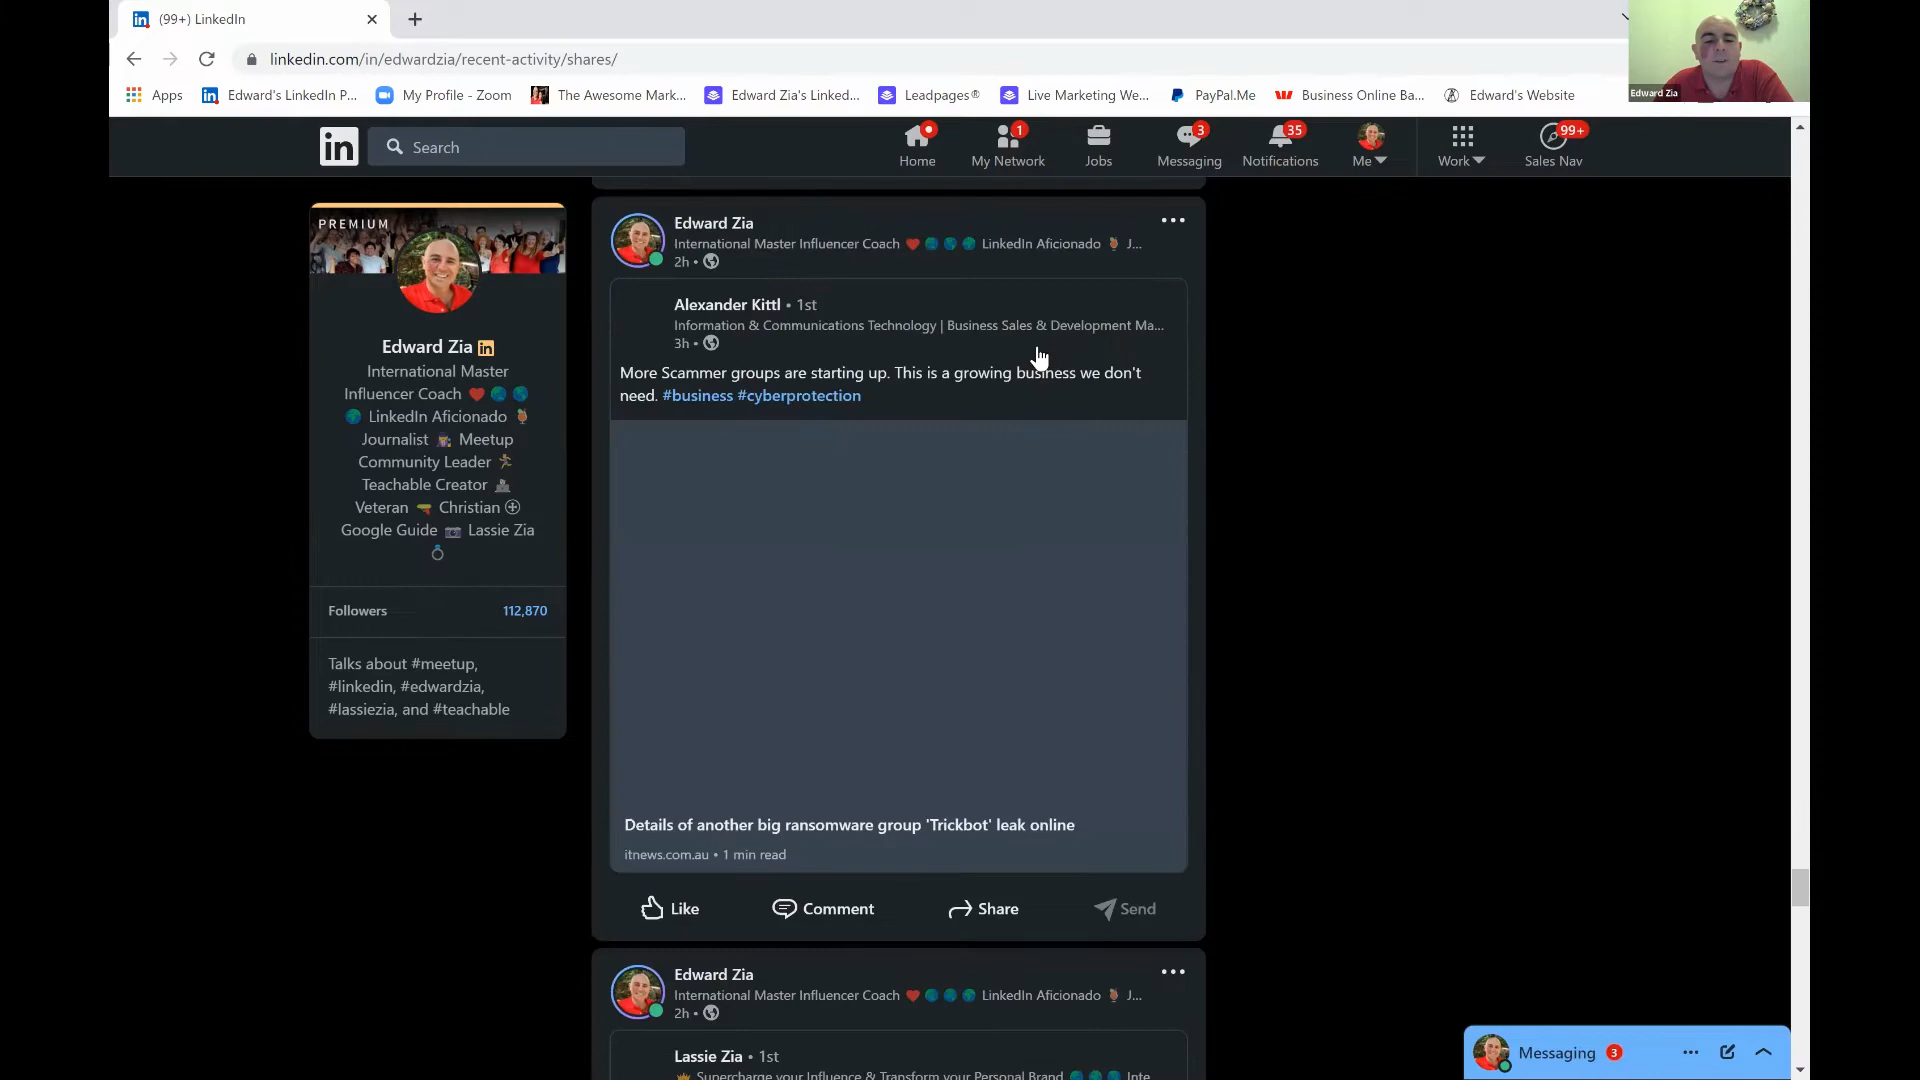 (99+) LinkedIn
linkedin.com/in/edwardzia/recent-activity/shares/
Apps Edward's LinkedIn P... My Profile - Zoom The Awesome Mark... Edward Zia's Linked... Leadpages® Live Marketing We... PayPal.Me Business Online Ba... Edward's Website
Edward Zia
in Search
Home
1 My Network
Jobs
3 Messaging
35 Notifications
Me
Work
99+ Sales Nav
PREMIUM
Edward Zia in
International Master
Influencer Coach ❤️ 🌏 🌎
🌍 LinkedIn Aficionado 🍹
Journalist 👩‍🎤 Meetup
Community Leader 🏃
Teachable Creator
Veteran 🔫 Christian
Google Guide 📷 Lassie Zia
💍
Followers 112,870
Talks about #meetup,
#linkedin, #edwardzia,
#lassiezia, and #teachable
Edward Zia
International Master Influencer Coach ❤️ 🌏 🌎 🌍 LinkedIn Aficionado 🍹 J...
2h •
Alexander Kittl • 1st
Information & Communications Technology | Business Sales & Development Ma...
3h •
More Scammer groups are starting up. This is a growing business we don't
need. #business #cyberprotection
Details of another big ransomware group 'Trickbot' leak online
itnews.com.au • 1 min read
Like Comment Share Send
Edward Zia
International Master Influencer Coach ❤️ 🌏 🌎 🌍 LinkedIn Aficionado 🍹 J...
2h •
Lassie Zia • 1st
👑 Supercharge your Influence & Transform your Personal Brand 🌏 🌎 🌍 Inte...
Messaging 3